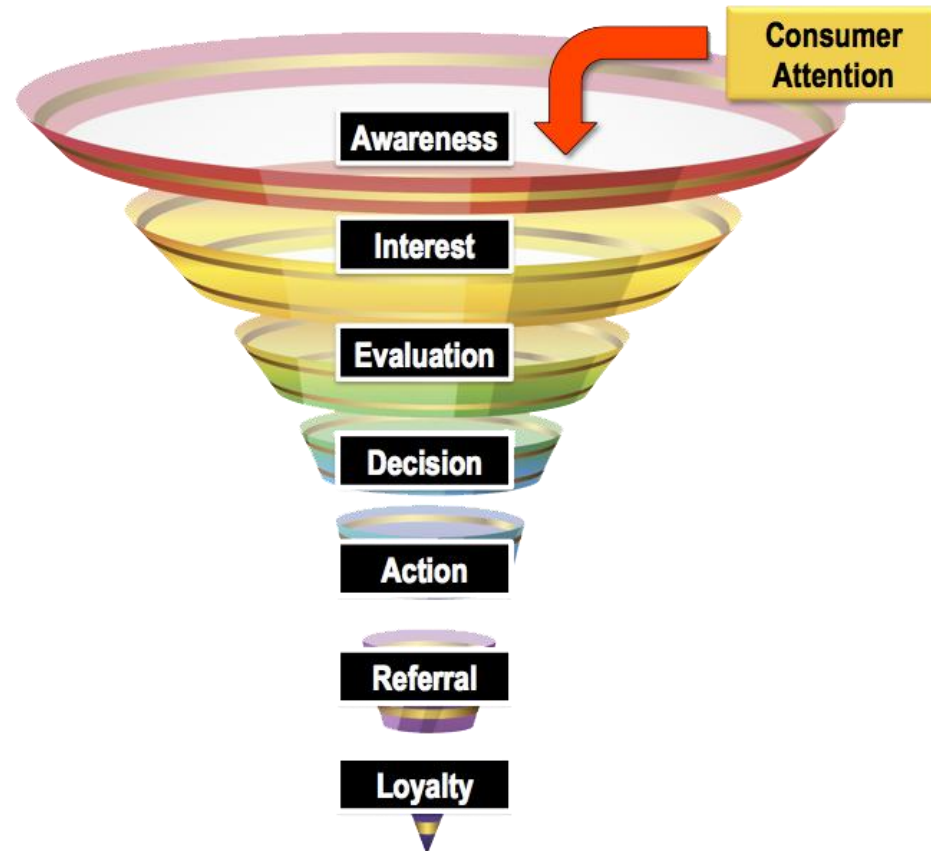 Consumer
Attention
Awareness
Interest
Evaluation
Decision
Action
Referral
Loyalty